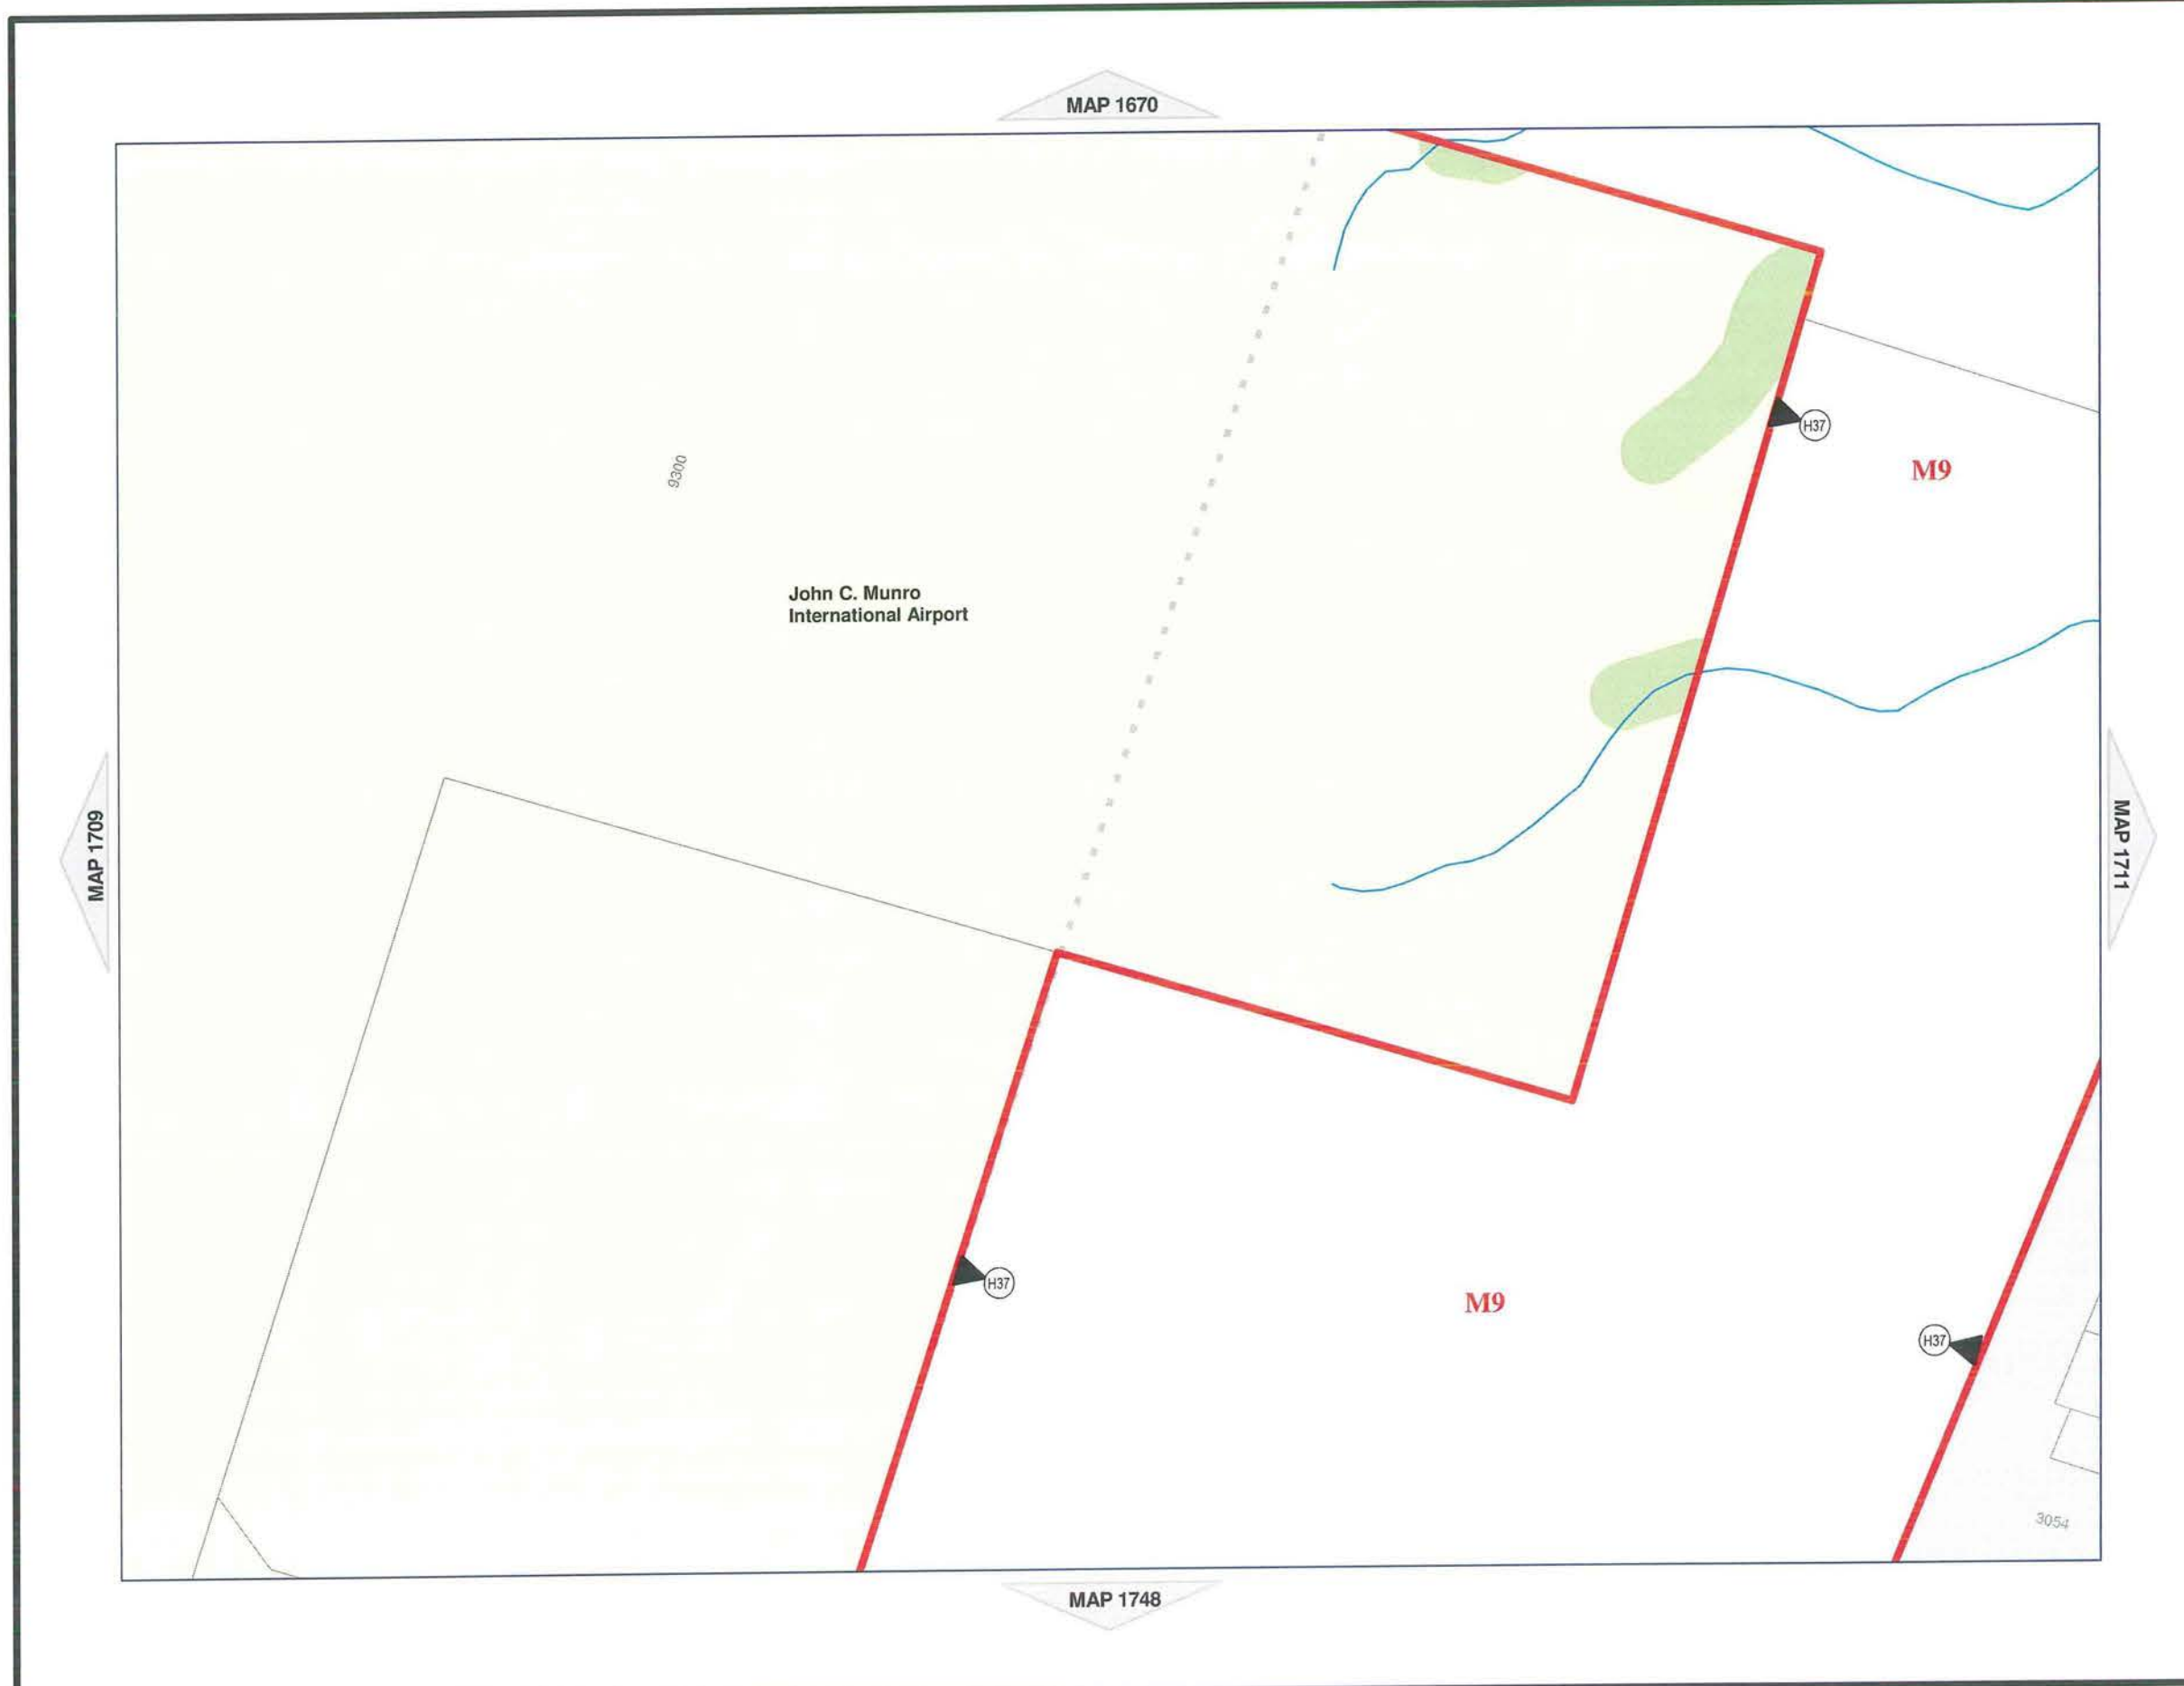 MAP 1670
H37
M9
9300
John C. Munro
International Airport
MAP 1709
MAP 1711
H37
M9
H37
3054
MAP 1748